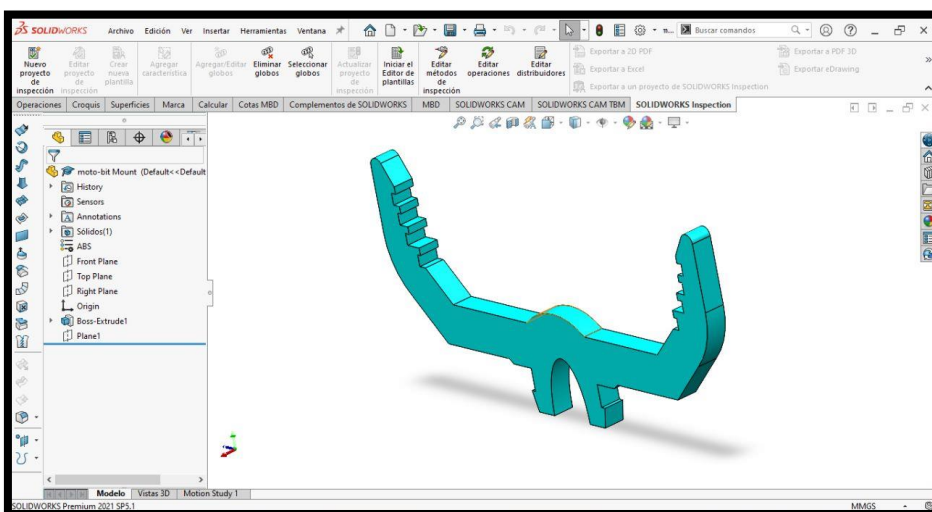 SOLIDWORKS Archivo Edición Ver Insertar Herramientas Ventana n... Buscar comandos
Nuevo proyecto de inspección
Editar proyecto de inspección
Crear nueva plantilla
Agregar característica
Agregar/Editar globos
Eliminar globos
Seleccionar globos
Actualizar proyecto de inspección
Iniciar el Editor de plantillas
Editar métodos de inspección
Editar operaciones
Editar distribuidores
Exportar a 2D PDF
Exportar a Excel
Exportar a un proyecto de SOLIDWORKS Inspection
Exportar a PDF 3D
Exportar eDrawing
Operaciones Croquis Superficies Marca Calcular Cotas MBD Complementos de SOLIDWORKS MBD SOLIDWORKS CAM SOLIDWORKS CAM TBM SOLIDWORKS Inspection
moto-bit Mount (Default<<Default
History
Sensors
Annotations
Sólidos(1)
ABS
Front Plane
Top Plane
Right Plane
Origin
Boss-Extrude1
Plane1
Modelo Vistas 3D Motion Study 1
SOLIDWORKS Premium 2021 SP5.1 MMGS